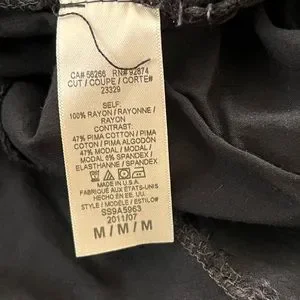 CA# 56266 RN# 92674
CUT / COUPE / CORTE#
23329
SELF:
100% RAYON / RAYONNE /
RAYON
CONTRAST:
47% PIMA COTTON / PIMA
COTTON / PIMA ALGODON
47% MODAL / MODAL /
MODAL 6% SPANDEX /
ELASTHANNE / SPANDEX
MADE IN U.S.A.
FABRIQUE AUX ETATS-UNIS
HECHO EN EE. UU.
STYLE / MODELE / ESTILO#
SS9A5963
2011/07
M / M / M